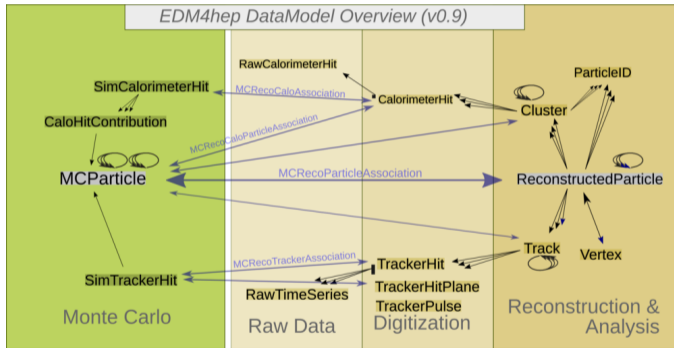 EDM4hep DataModel Overview (v0.9)
RawCalorimeterHit
ParticleID
SimCalorimeterHit
MCRecoCaloAssociation
CalorimeterHit
Cluster
CaloHitContribution
MCRecoCaloParticleAssociation
MCParticle
MCRecoParticleAssociation
ReconstructedParticle
Track
Vertex
MCRecoTrackerAssociation
TrackerHit
SimTrackerHit
TrackerHitPlane
RawTimeSeries
TrackerPulse
Monte Carlo
Raw Data
Digitization
Reconstruction &
Analysis